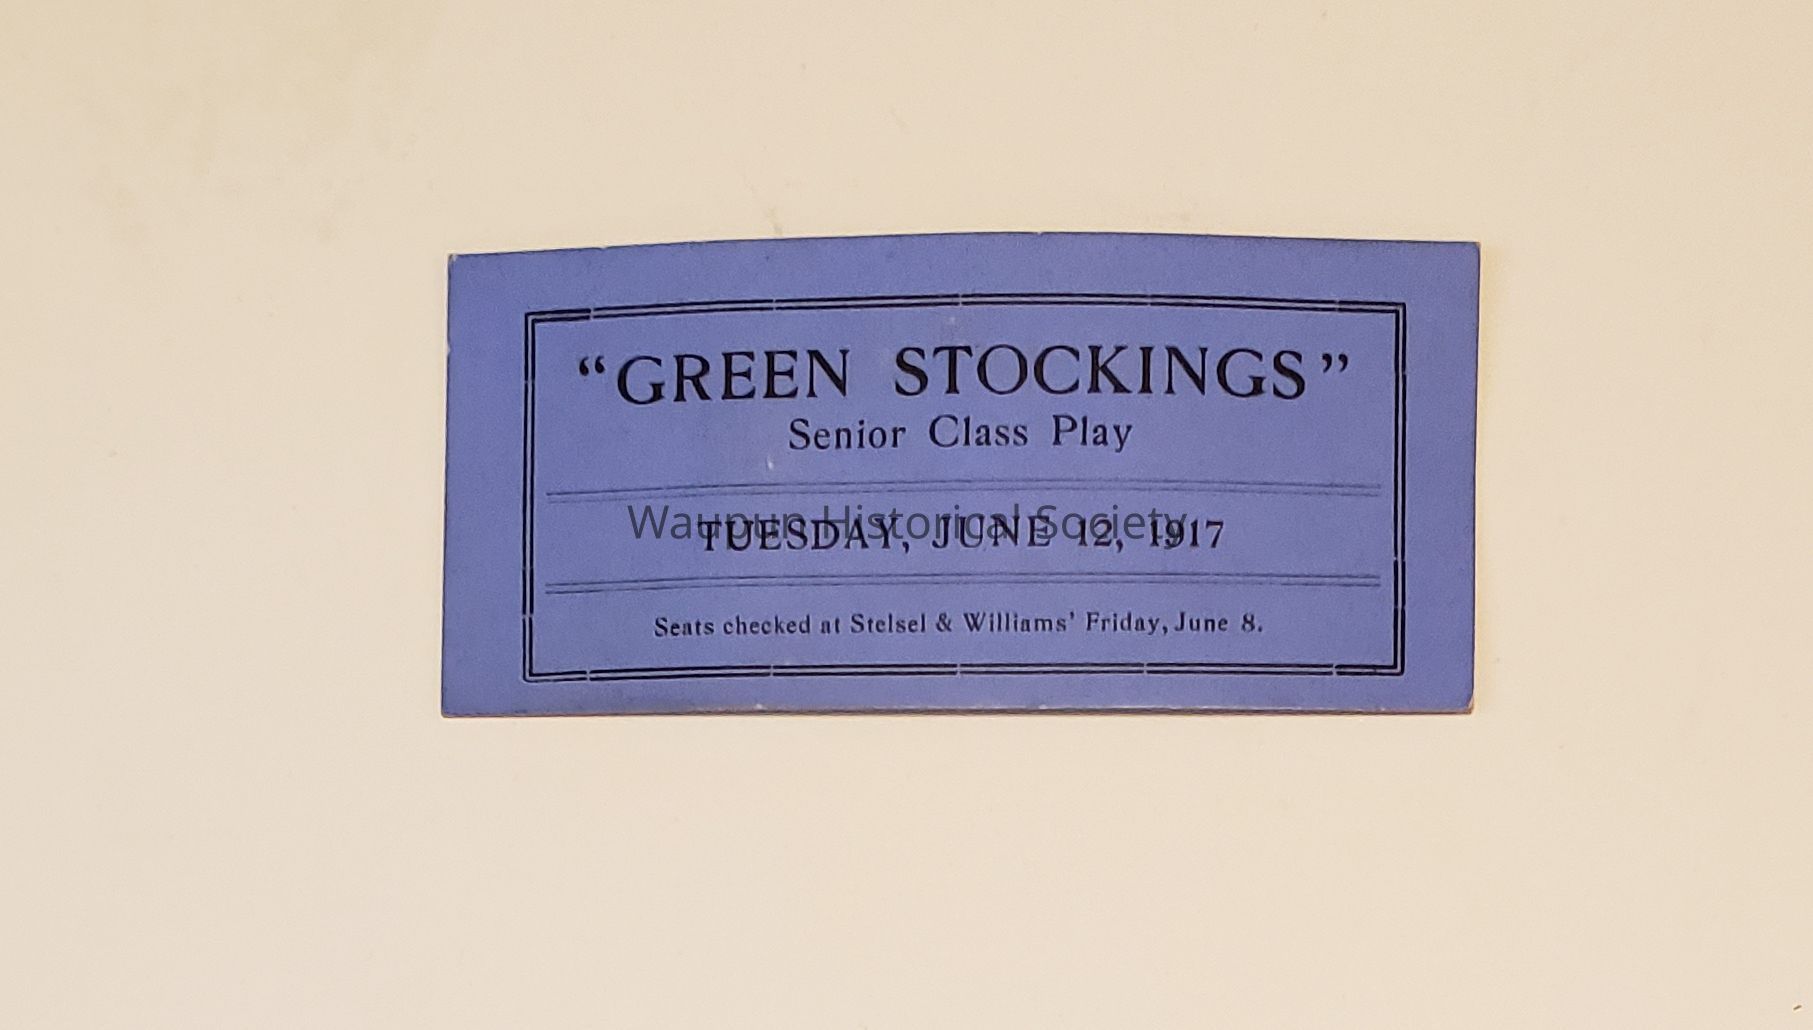 “GREEN STOCKINGS”
Senior Class Play
TUESDAY, JUNE 12, 1917
Waupun Historical Society
Seats checked at Stelsel & Williams’ Friday, June 8.